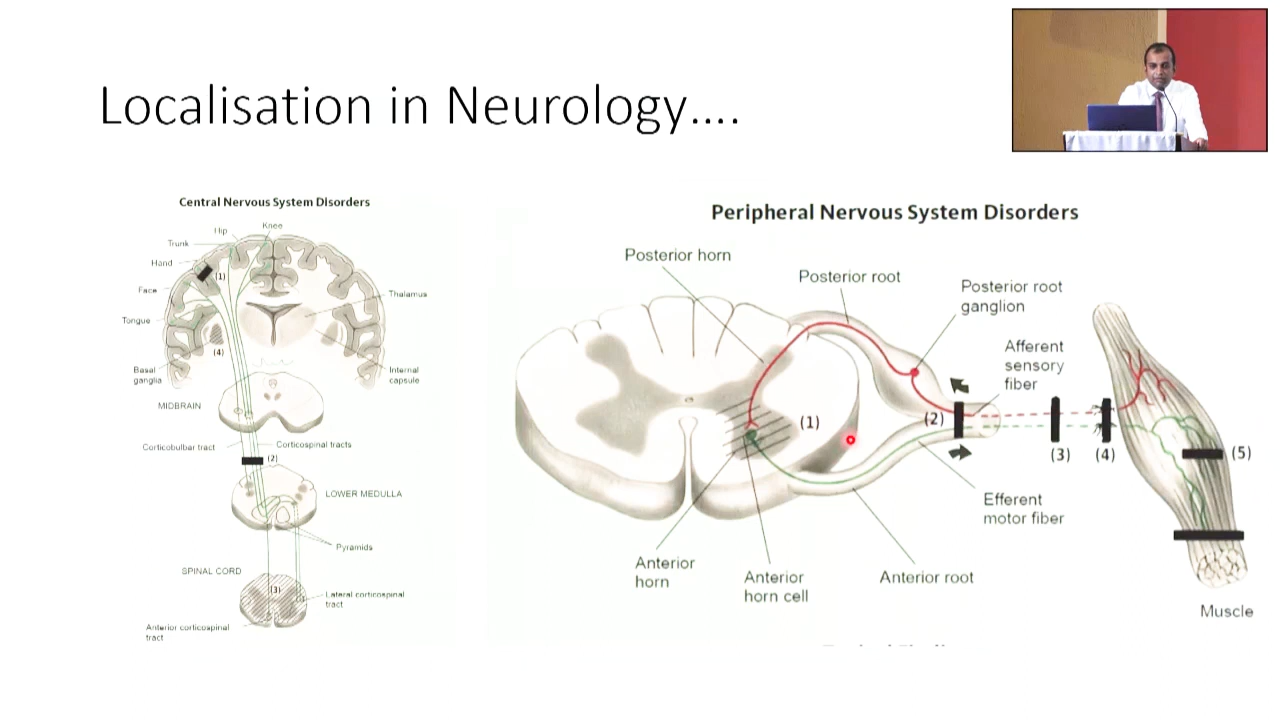 Localisation in Neurology....
Central Nervous System Disorders
Hip
Knee
Trunk
Hand
(1)
Face
Thalamus
Tongue
(4)
Basal
ganglia
Internal
capsule
MIDBRAIN
Corticobulbar tract
Corticospinal tracts
(2)
LOWER MEDULLA
Pyramids
SPINAL CORD
(3)
Lateral corticospinal
tract
Anterior corticospinal
tract
Peripheral Nervous System Disorders
Posterior horn
Posterior root
Posterior root
ganglion
Afferent
sensory
fiber
(1)
(2)
(3)
(4)
(5)
Efferent
motor fiber
Anterior
horn
Anterior
horn cell
Anterior root
Muscle